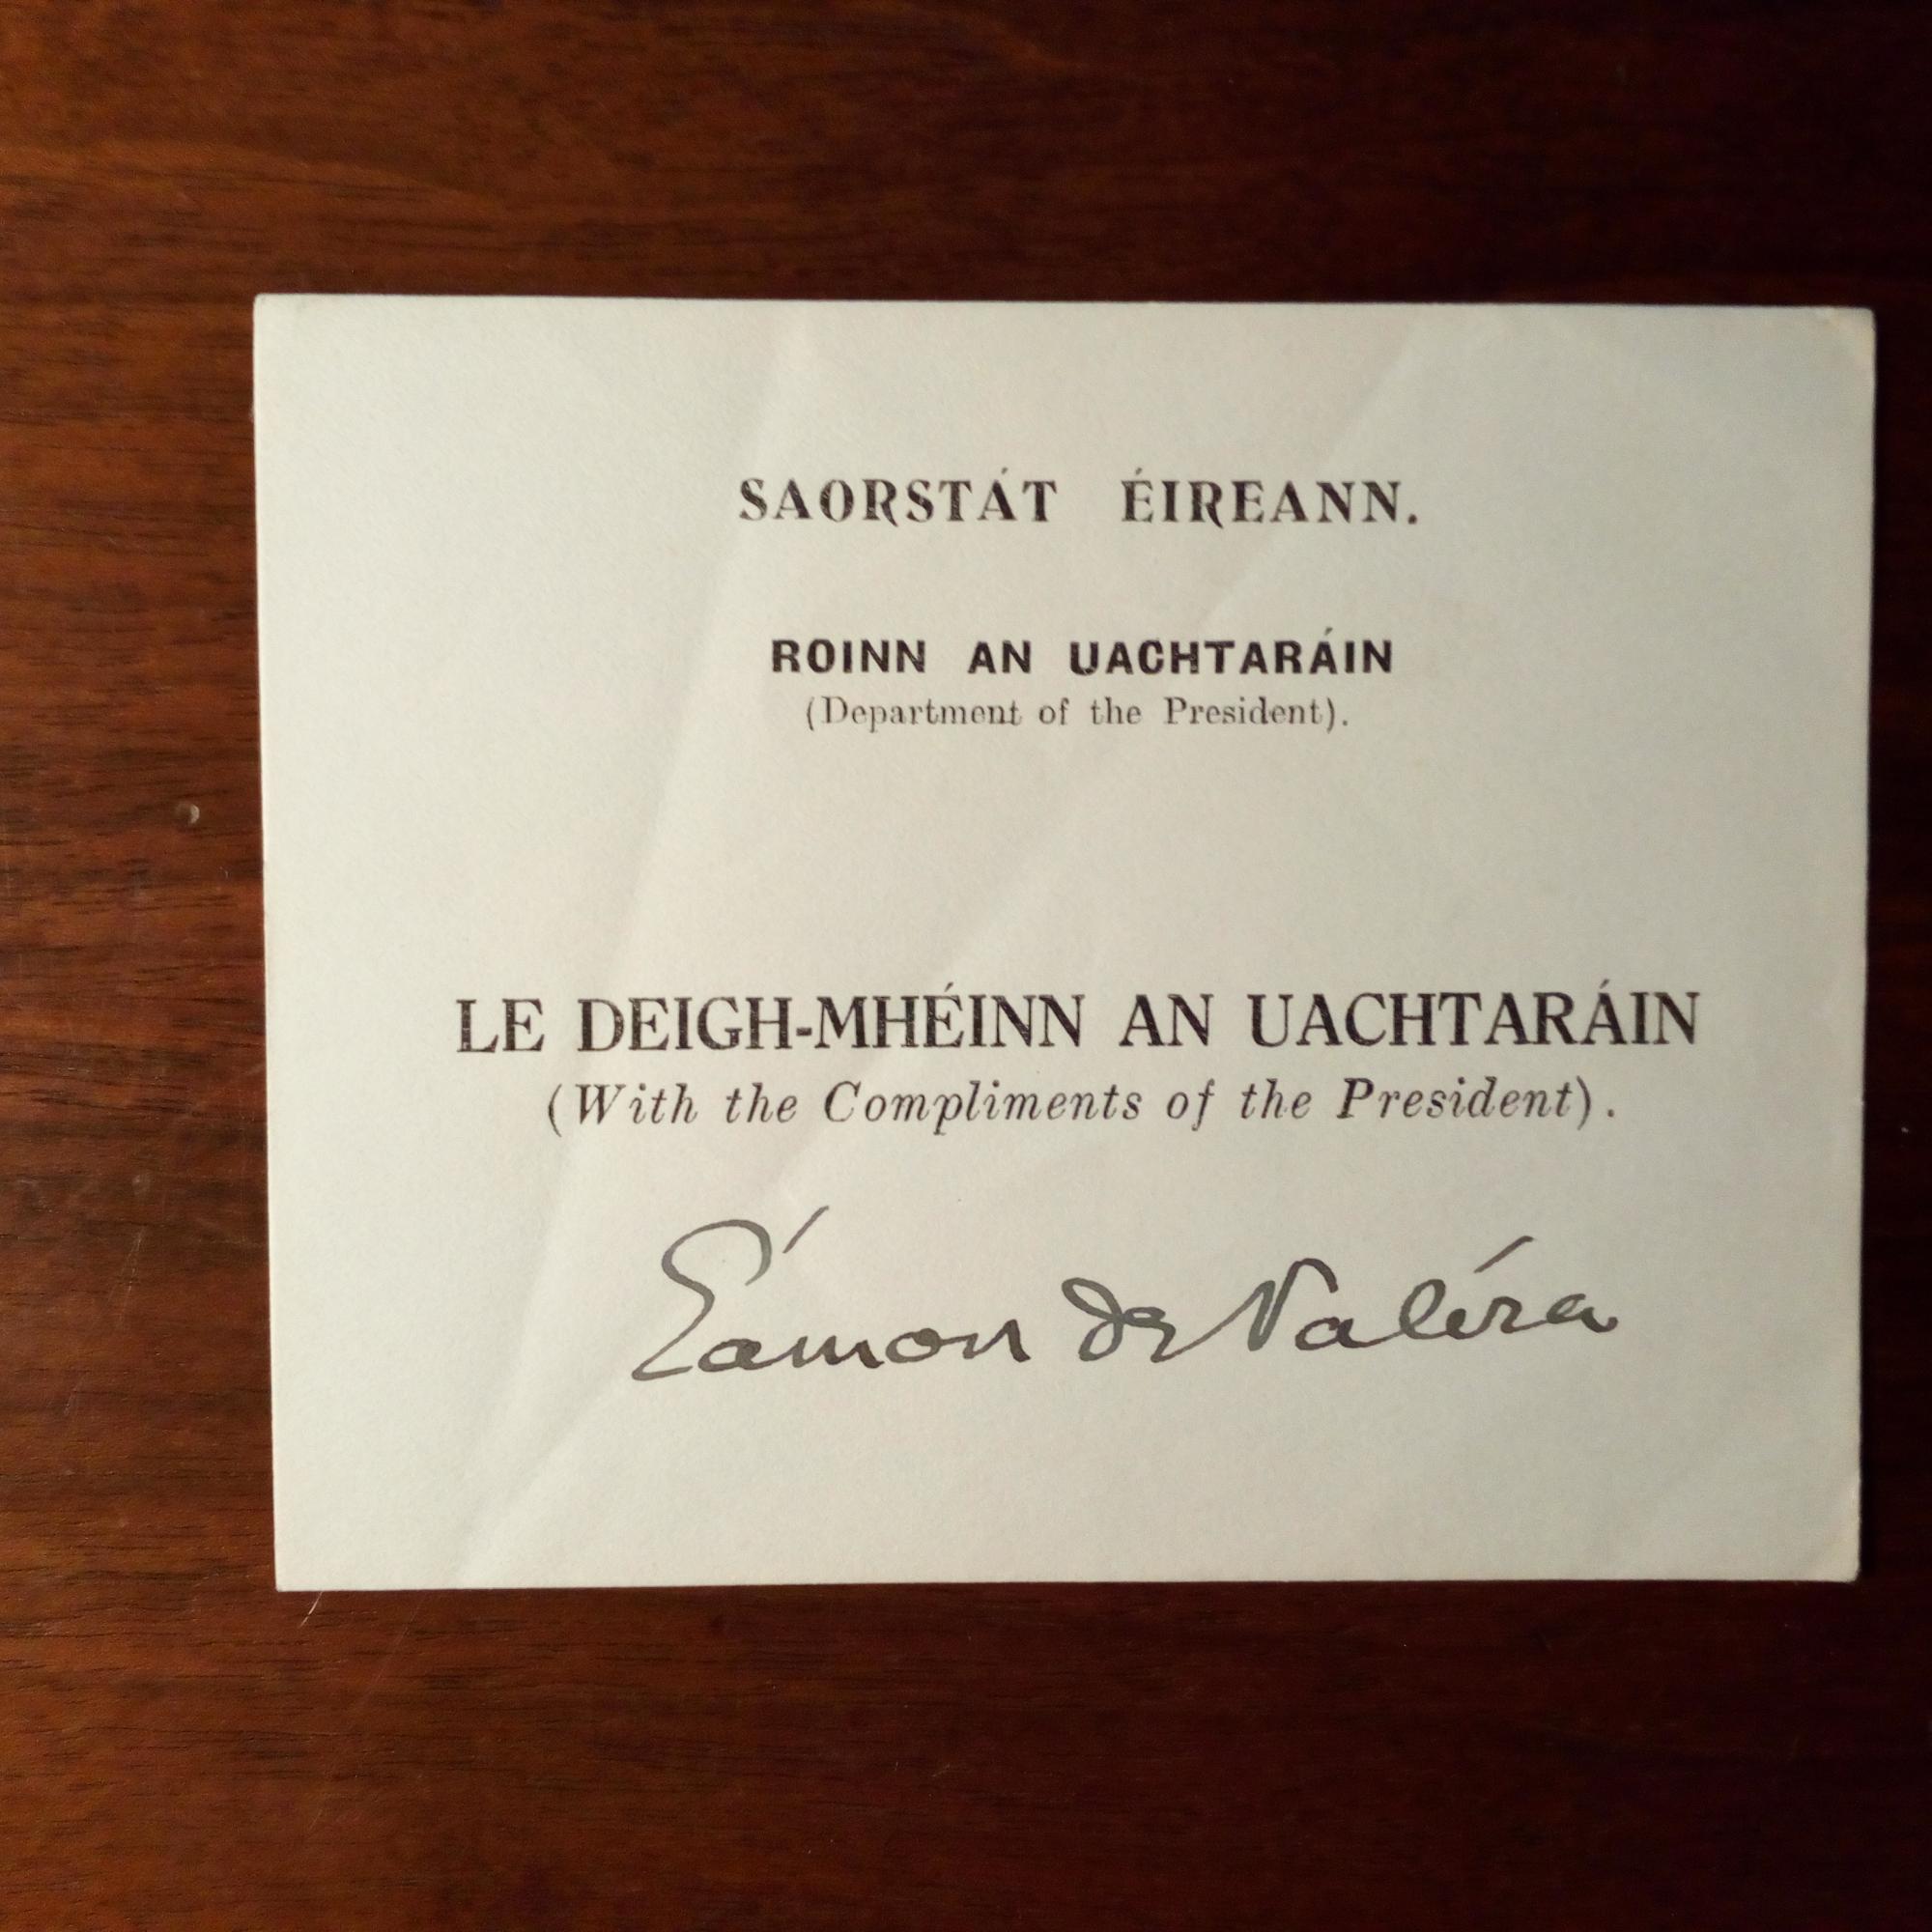 SAORSTÁT ÉIREANN.
ROINN AN UACHTARÁIN
(Department of the President).
LE DEIGH-MHÉINN AN UACHTARÁIN
(With the Compliments of the President).
Éamon de Valéra